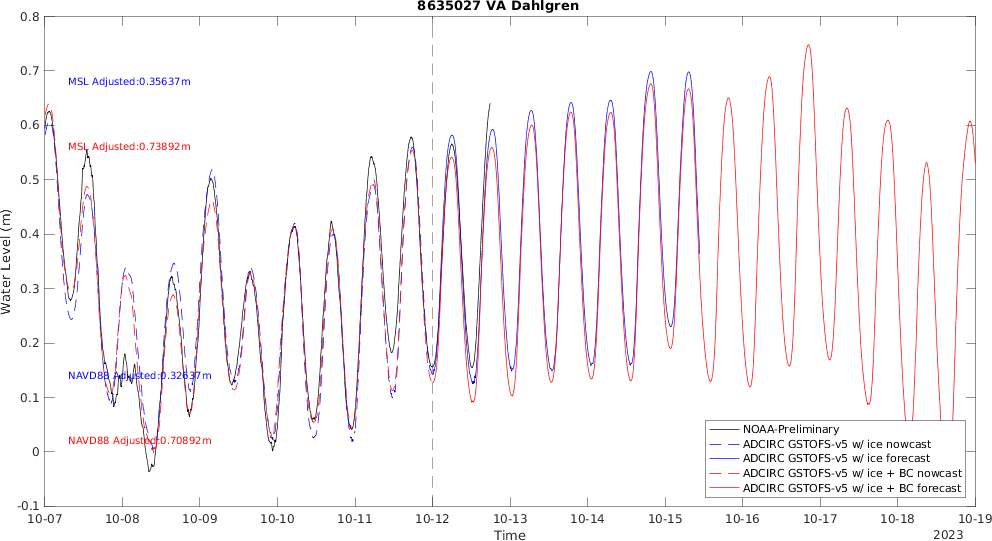 8635027 VA Dahlgren
0.8
0.7
0.6
0.5
0.4
0.3
0.2
0.1
0
-0.1
Water Level (m)
MSL Adjusted:0.35637m
MSL Adjusted:0.73892m
NAVD88 Adjusted:0.32637m
NAVD88 Adjusted:0.70892m
NOAA-Preliminary
ADCIRC GSTOFS-v5 w/ ice nowcast
ADCIRC GSTOFS-v5 w/ ice forecast
ADCIRC GSTOFS-v5 w/ ice + BC nowcast
ADCIRC GSTOFS-v5 w/ ice + BC forecast
10-07 10-08 10-09 10-10 10-11 10-12 10-13 10-14 10-15 10-16 10-17 10-18 10-19
Time
2023